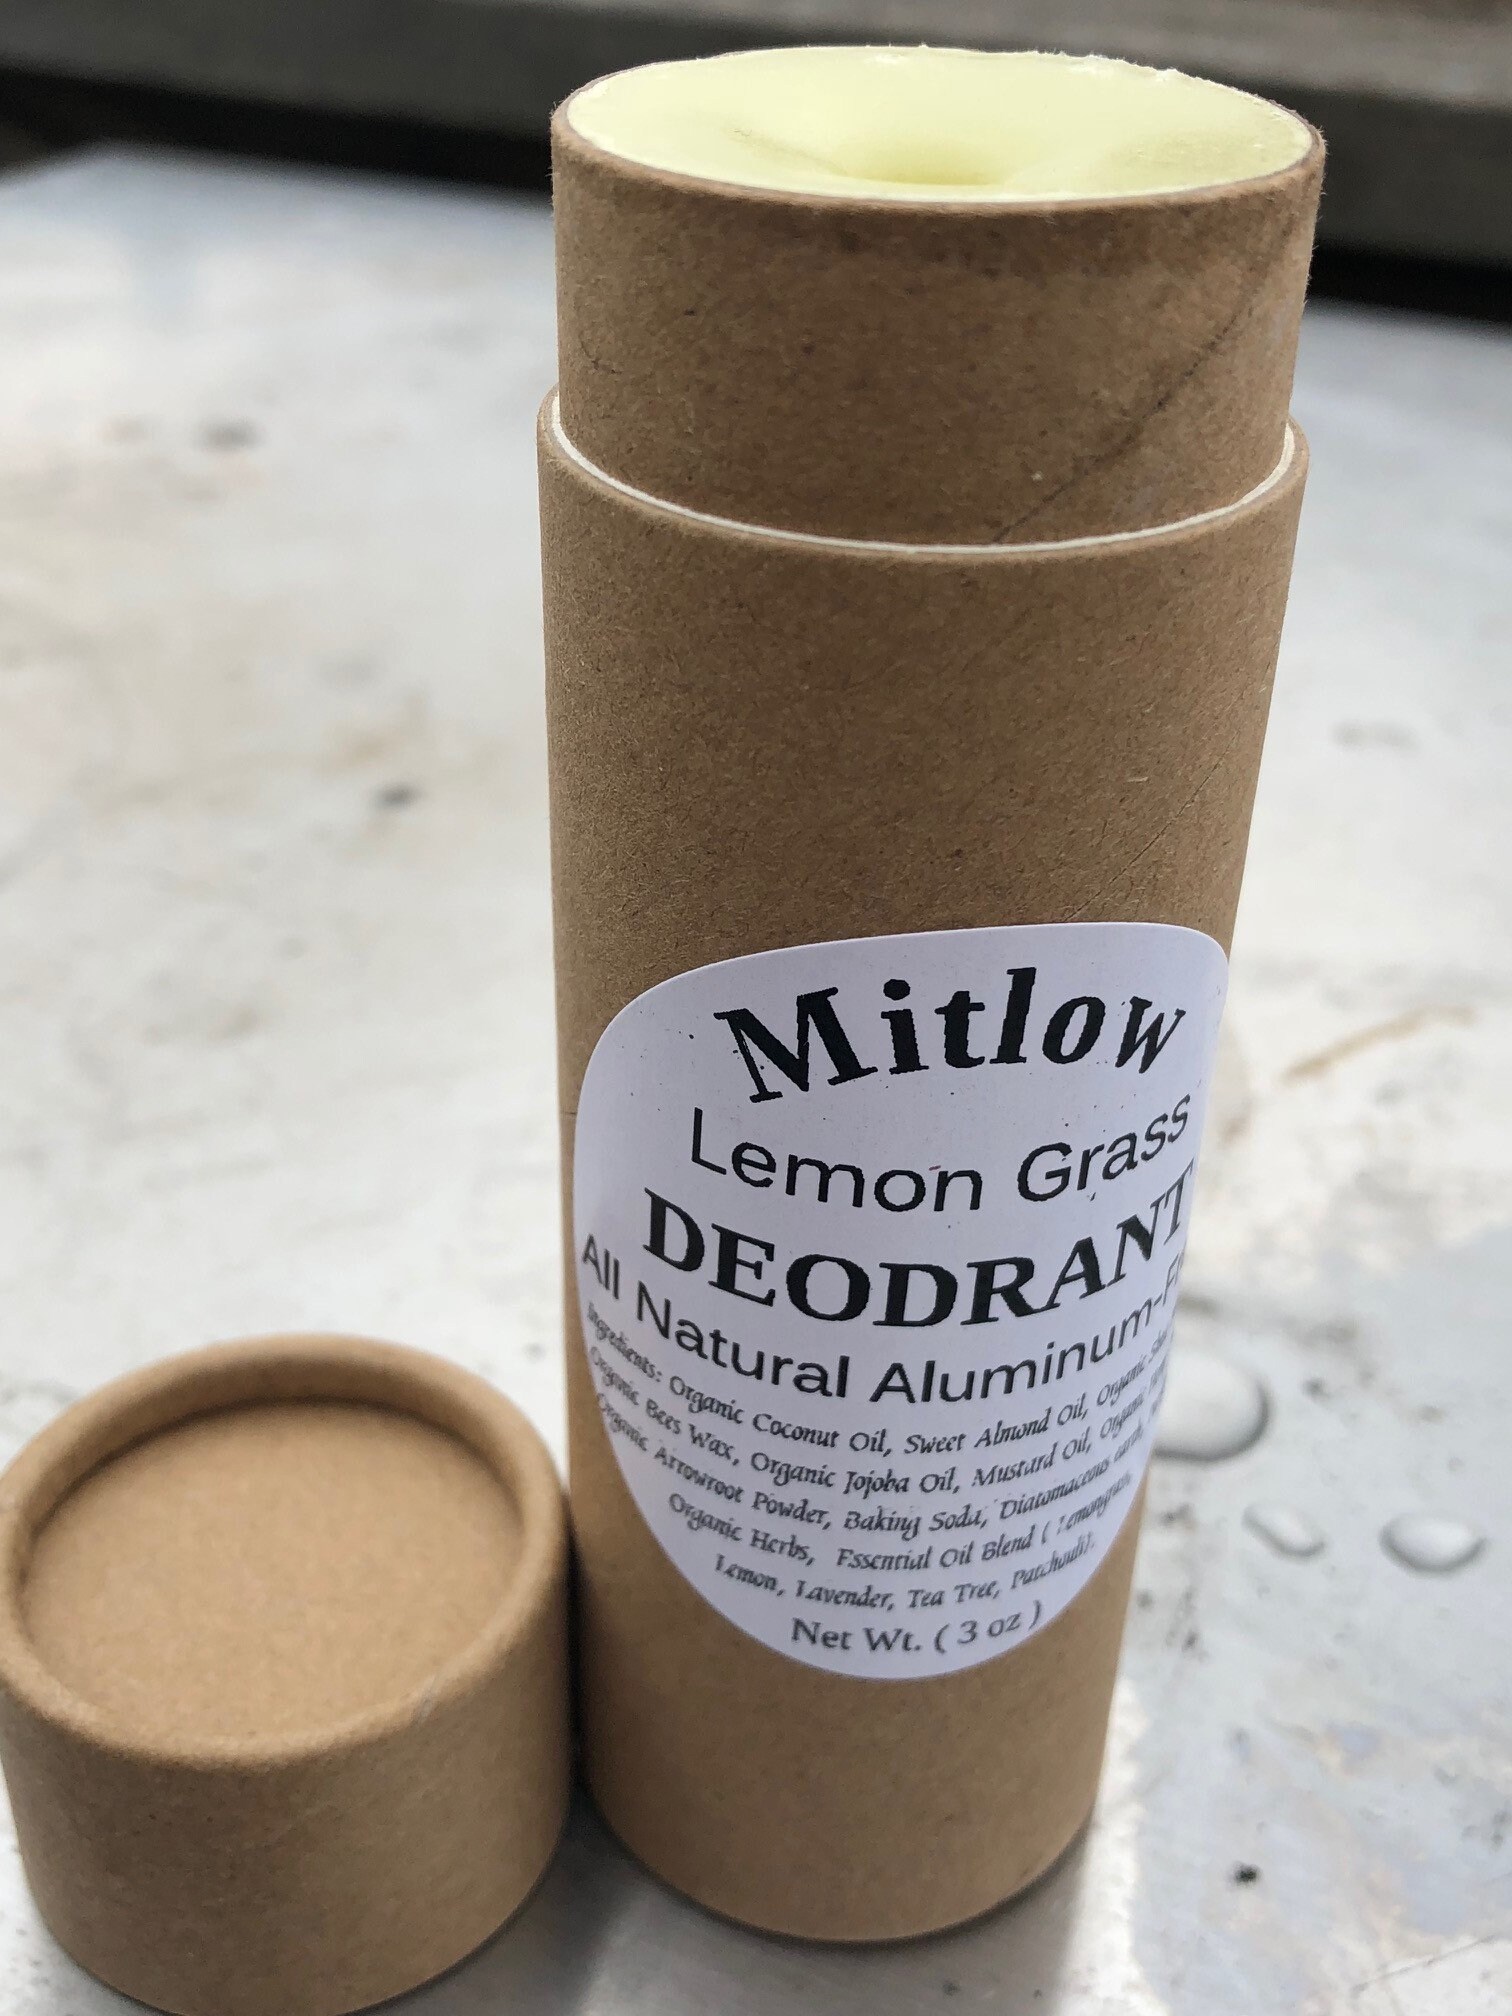 Mitlow
Lemon Grass
DEODRANT
All Natural Aluminum-
Ingredients: Organic Coconut Oil, Sweet Almond Oil, Organic
Organic Bees Wax, Organic Jojoba Oil, Mustard Oil, Organic
Organic Arrowroot Powder, Baking Soda, Diatomaceous earth,
Organic Herbs, Essential Oil Blend ( Lemongrass,
Lemon, Lavender, Tea Tree, Patchouli).
Net Wt. ( 3 oz )